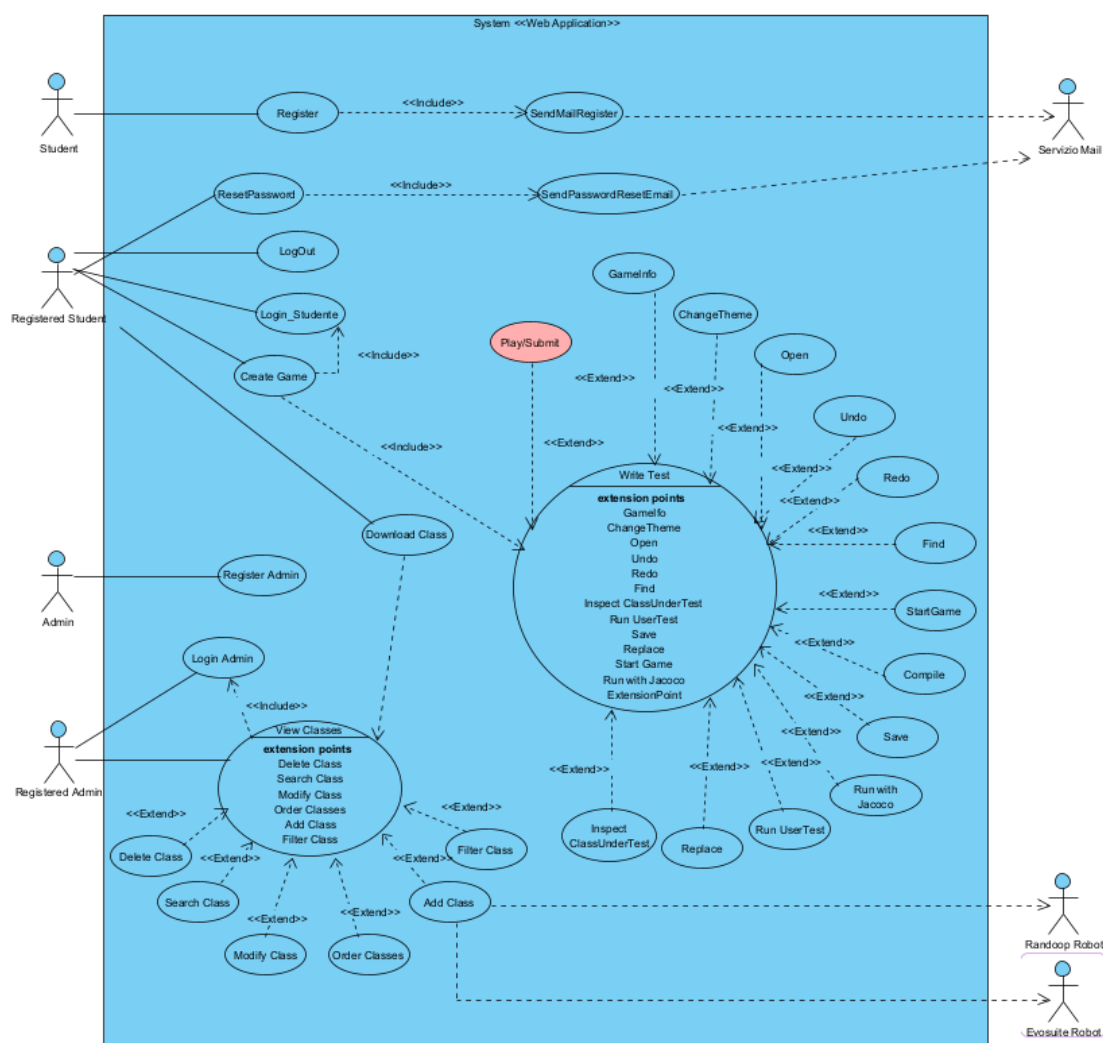 System <<Web Application>>
Student
Register
<<Include>>
SendMailRegister
Servizio Mail
ResetPassword
<<Include>>
SendPasswordResetEmail
Registered Student
LogOut
GameInfo
Login_Studente
ChangeTheme
Play/Submit
<<Include>>
Open
Create Game
<<Extend>>
<<Extend>>
<<Extend>>
Undo
<<Include>>
<<Extend>>
<<Extend>>
Redo
<<Extend>>
<<Extend>>
Find
Download Class
Write Test
extension points
GameIfo
ChangeTheme
Open
Undo
Redo
Find
Inspect ClassUnderTest
Run UserTest
Save
Replace
Start Game
Run with Jacoco
ExtensionPoint
Admin
Register Admin
<<Extend>>
StartGame
<<Extend>>
Compile
<<Extend>>
Save
<<Extend>>
Run with
Jacoco
<<Extend>>
Run UserTest
<<Extend>>
Replace
<<Extend>>
Inspect
ClassUnderTest
Login Admin
<<Include>>
Registered Admin
View Classes
extension points
Delete Class
Search Class
Modify Class
Order Classes
Add Class
Filter Class
<<Extend>>
Delete Class
<<Extend>>
Search Class
<<Extend>>
Modify Class
<<Extend>>
Order Classes
<<Extend>>
Add Class
<<Extend>>
Filter Class
Randoop Robot
Evosuite Robot